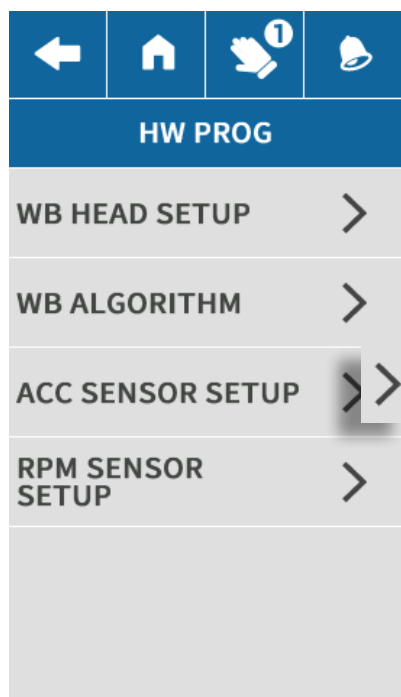 1
HW PROG
WB HEAD SETUP
WB ALGORITHM
ACC SENSOR SETUP
RPM SENSOR
SETUP